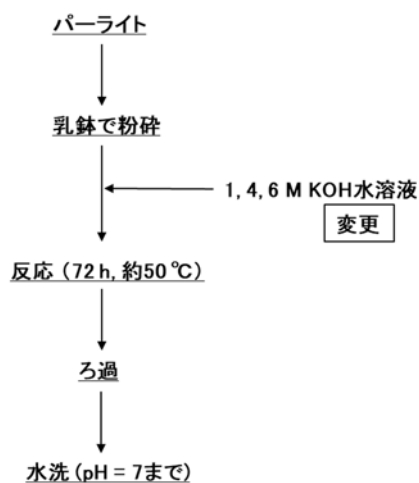 パーライト
乳鉢で粉砕
1, 4, 6 M KOH水溶液
変更
反応 (72 h, 約50 ℃)
ろ過
水洗 (pH = 7まで)